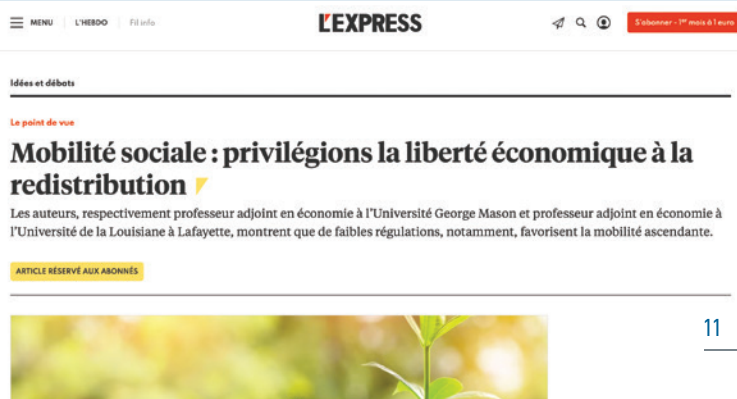 MENU L'HEBDO Fil info L'EXPRESS S'abonner - 1er mois à 1 euro
Idées et débats
Le point de vue
Mobilité sociale : privilégions la liberté économique à la
redistribution
Les auteurs, respectivement professeur adjoint en économie à l'Université George Mason et professeur adjoint en économie à
l'Université de la Louisiane à Lafayette, montrent que de faibles régulations, notamment, favorisent la mobilité ascendante.
ARTICLE RÉSERVÉ AUX ABONNÉS
11